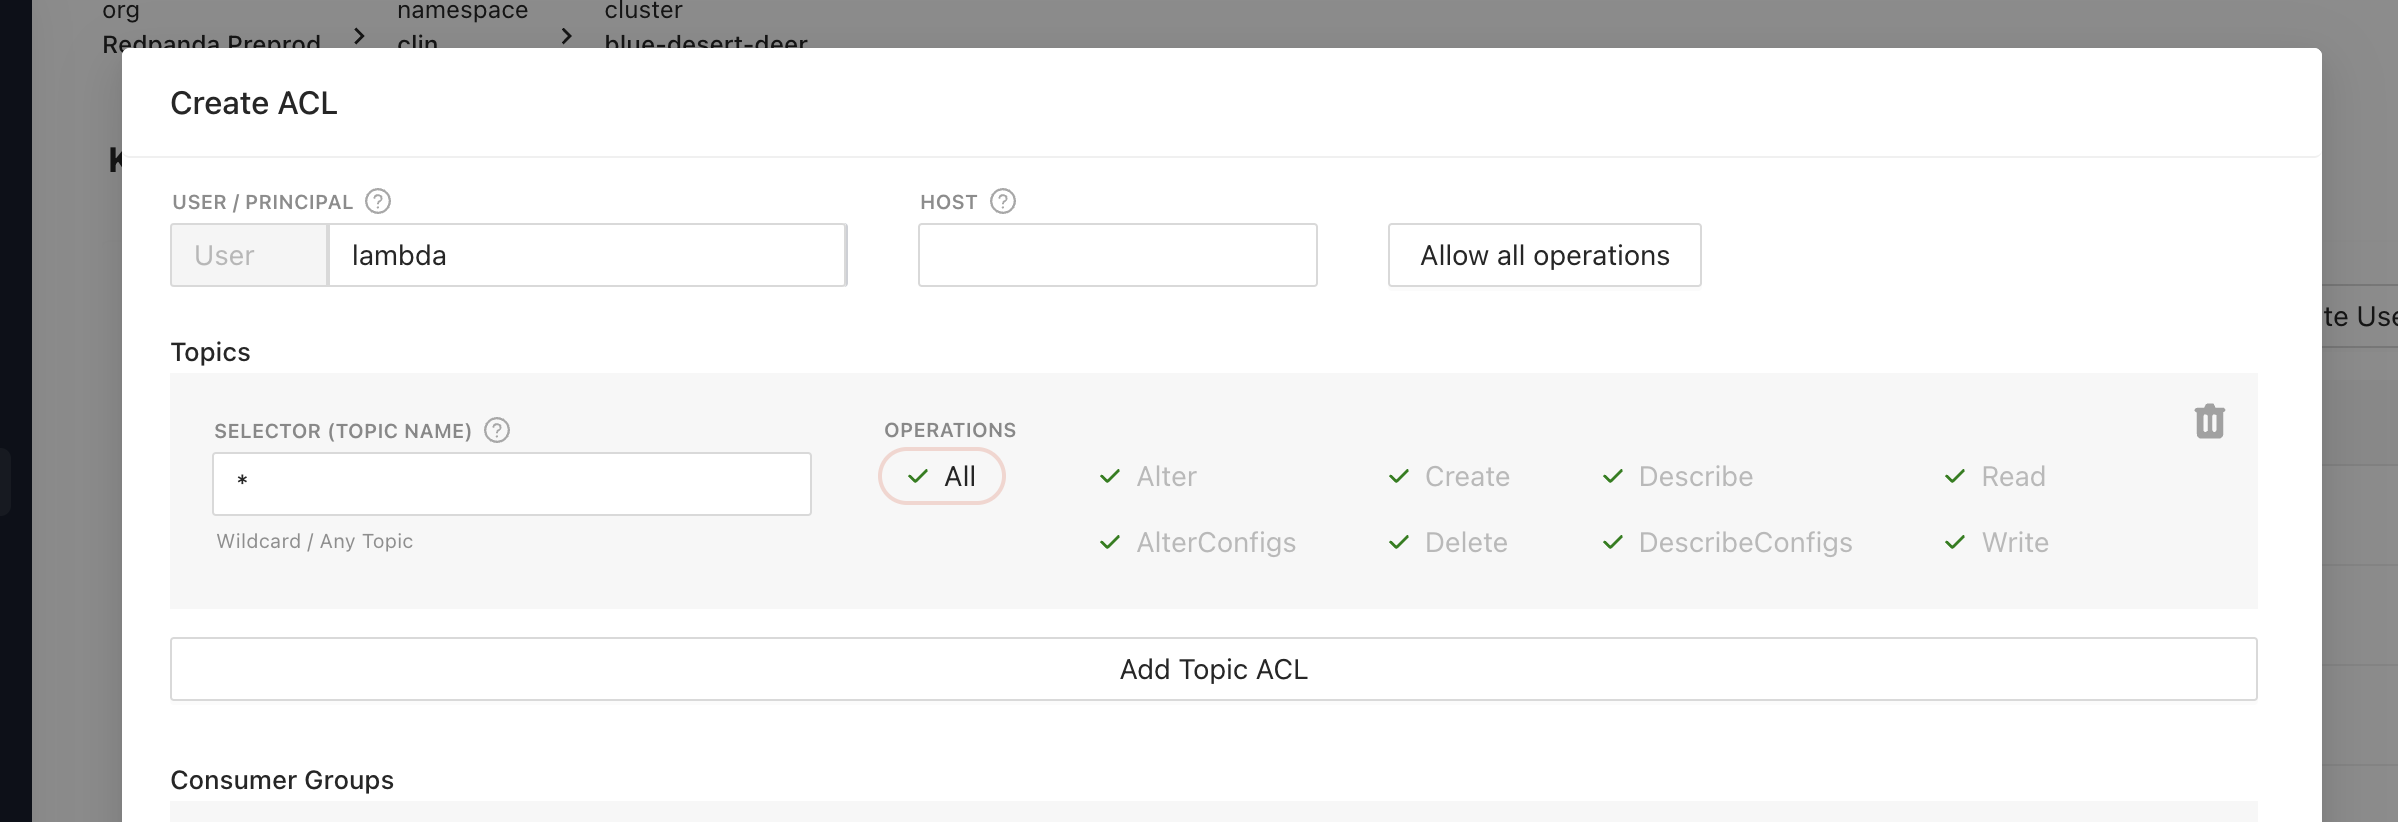 org namespace cluster
Redpanda Preprod > clin > blue-desert-deer
Create ACL
K
USER / PRINCIPAL ? HOST ?
User lambda Allow all operations
te Use
Topics
SELECTOR (TOPIC NAME) ? OPERATIONS
* All Alter Create Describe Read
Wildcard / Any Topic AlterConfigs Delete DescribeConfigs Write
Add Topic ACL
Consumer Groups